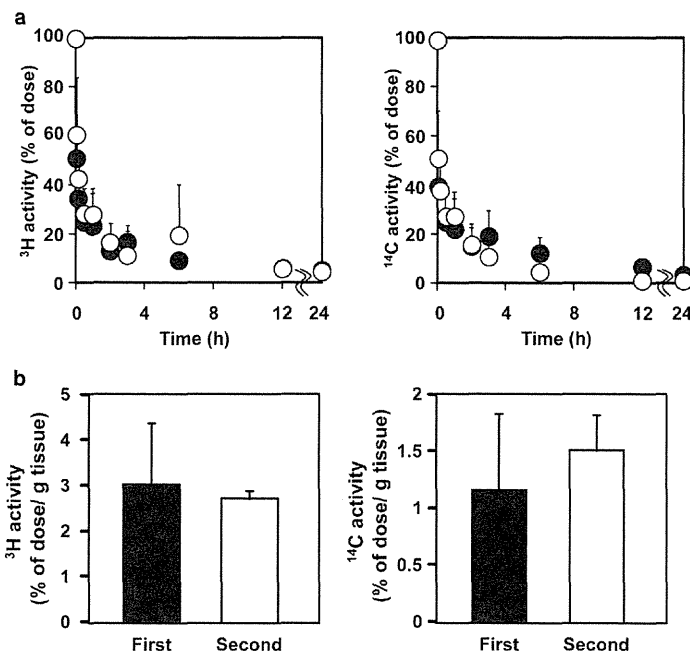 a
³H activity (% of dose)
100
80
60
40
20
0
0 4 8 12 24
Time (h)
¹⁴C activity (% of dose)
100
80
60
40
20
0
0 4 8 12 24
Time (h)
b
³H activity
(% of dose/ g tissue)
5
4
3
2
1
0
First Second
¹⁴C activity
(% of dose/ g tissue)
2
1.5
1
0.5
0
First Second